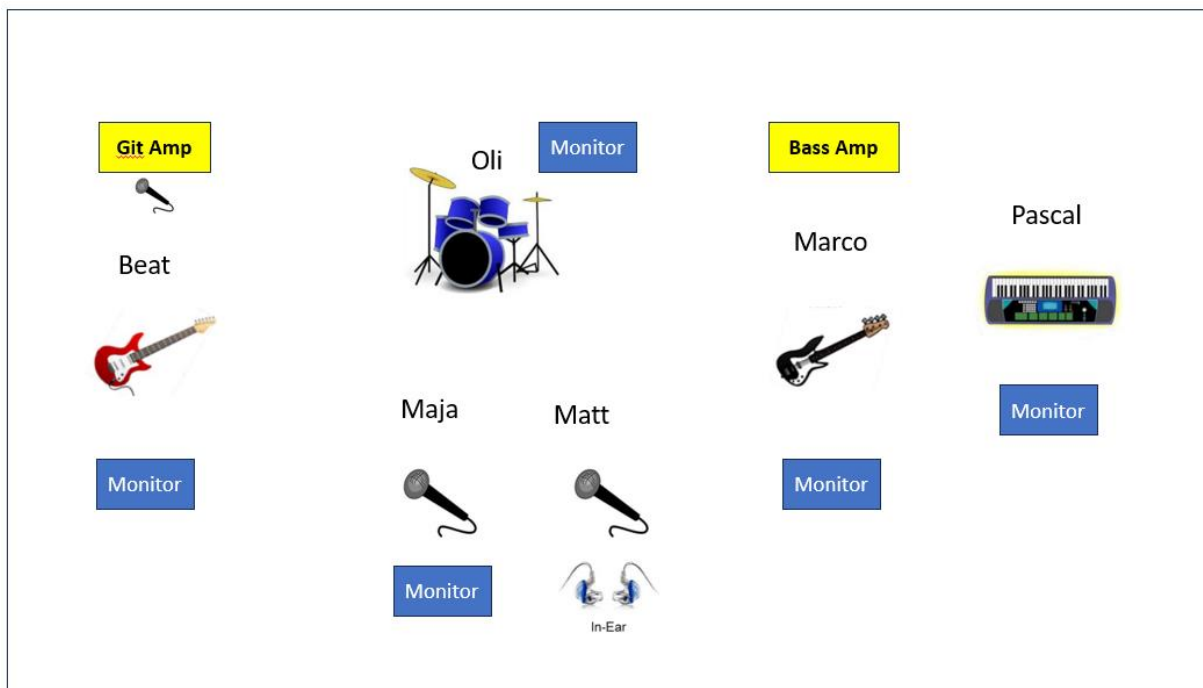 Git Amp
Oli
Monitor
Bass Amp
Pascal
Marco
Beat
Maja
Matt
Monitor
Monitor
Monitor
Monitor
In-Ear